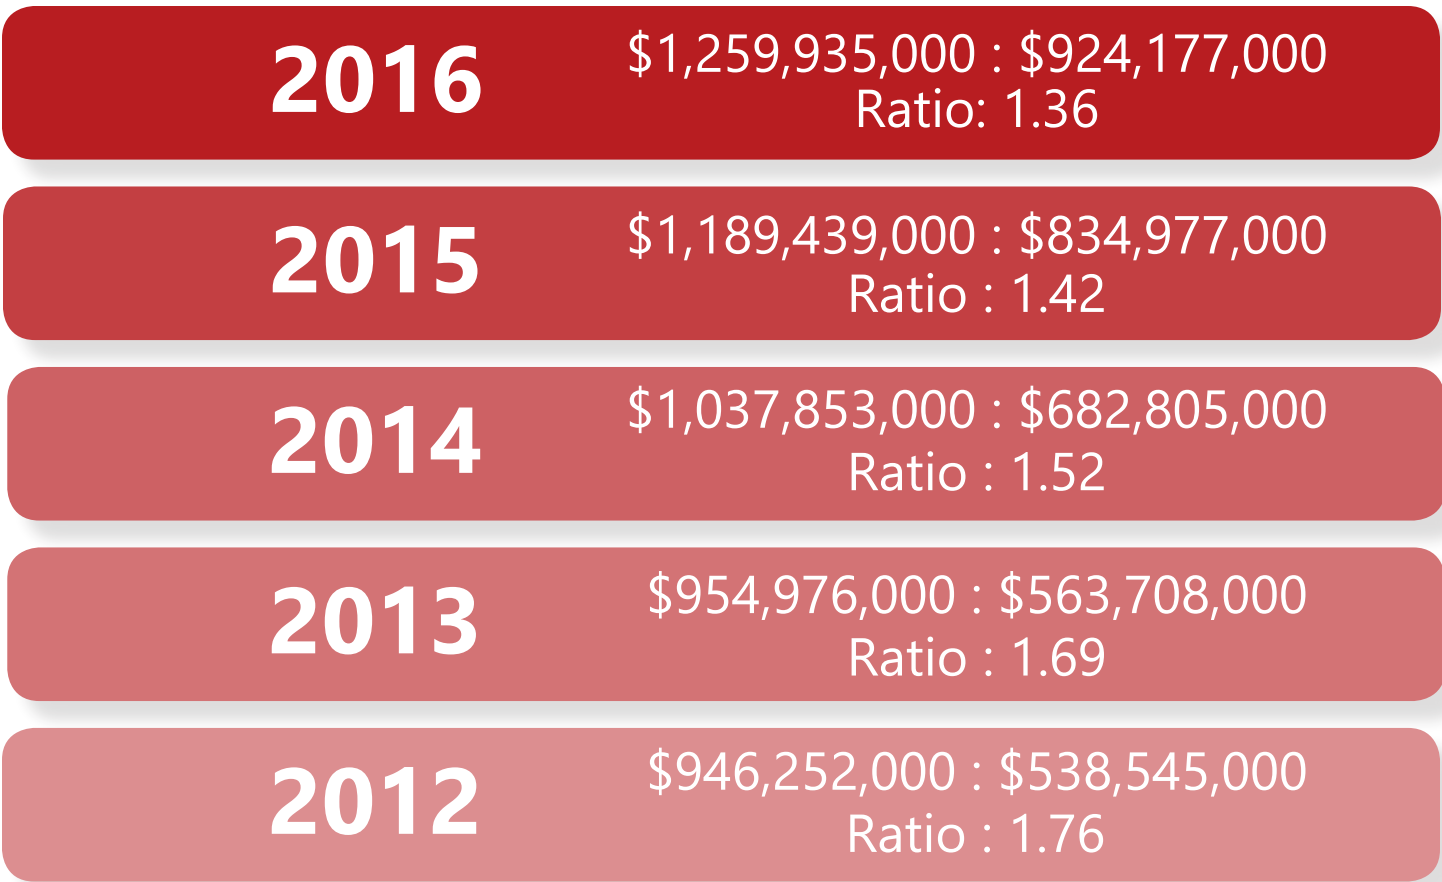 2016
$1,259,935,000 : $924,177,000
Ratio: 1.36
2015
$1,189,439,000 : $834,977,000
Ratio : 1.42
2014
$1,037,853,000 : $682,805,000
Ratio : 1.52
2013
$954,976,000 : $563,708,000
Ratio : 1.69
2012
$946,252,000 : $538,545,000
Ratio : 1.76